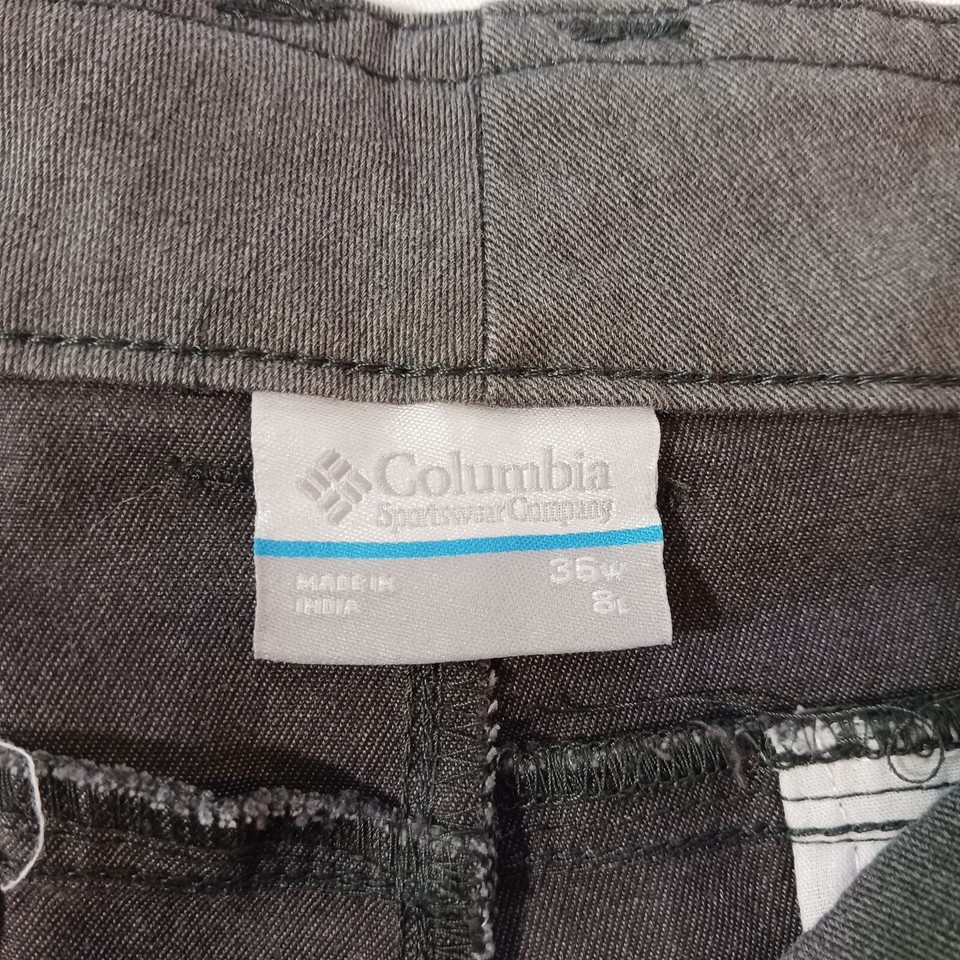 Columbia
Sportswear Company
MADE IN
INDIA
36W
8L